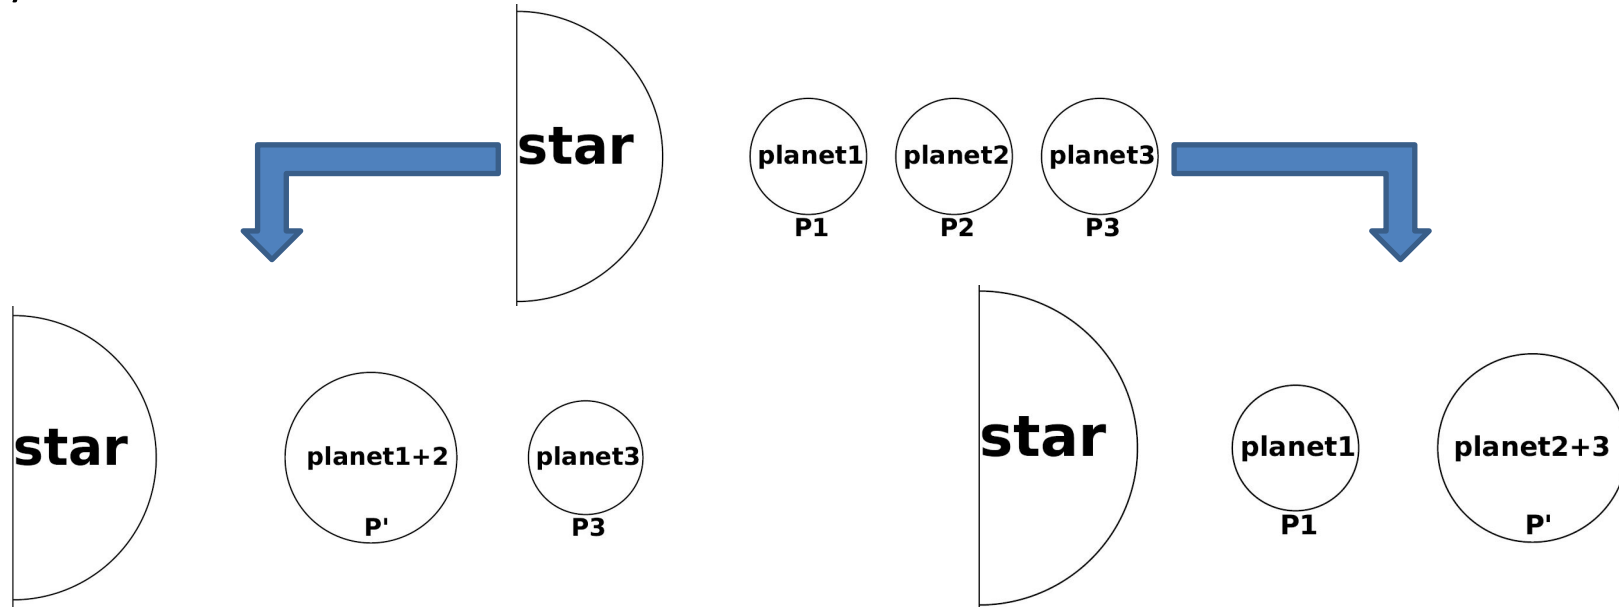 star
planet1 planet2 planet3
P1 P2 P3
star
planet1+2 planet3
P' P3
star
planet1 planet2+3
P1 P'